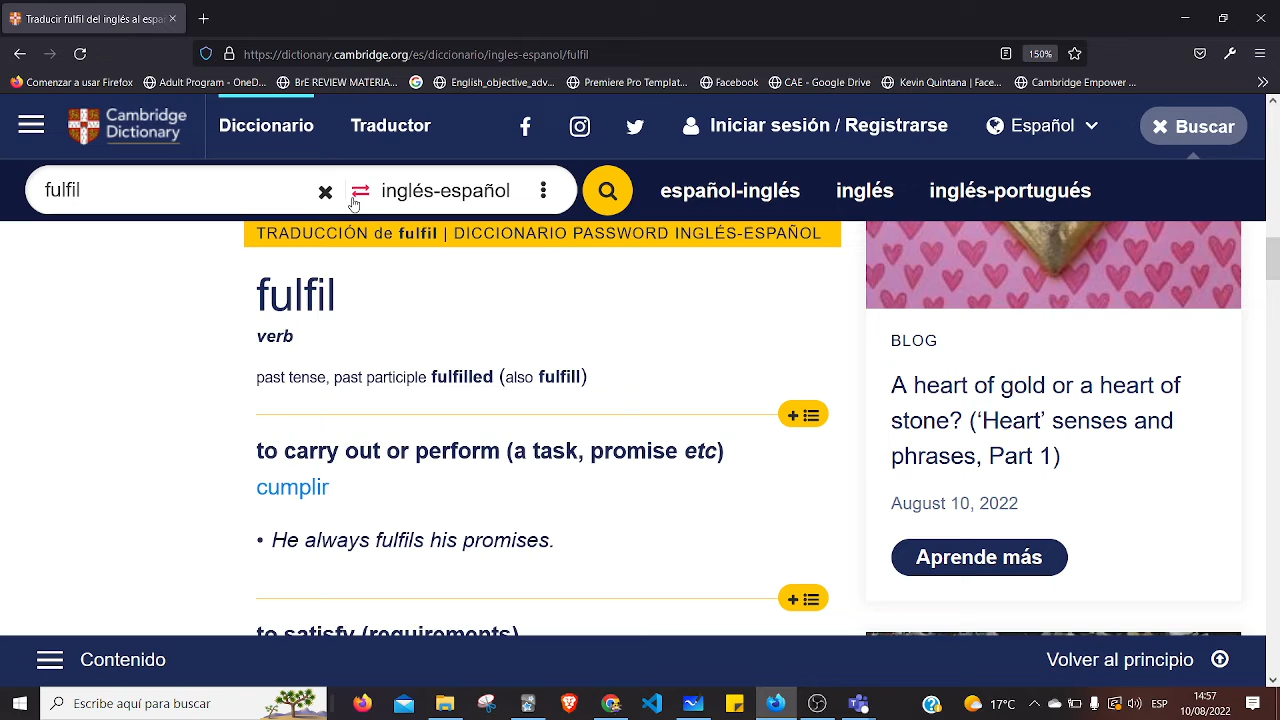 Traducir fulfil el inglés al espa
https://dictionary.cambridge.org/es/diccionario/ingles-espanol/fulfil
150%
Comenzar a usar Firefox
Adult Program - OneD...
BrE REVIEW MATERIA...
English_objective_adv...
Premiere Pro Templat...
Facebook
CAE - Google Drive
Kevin Quintana | Face...
Cambridge Empower ...
Cambridge
Dictionary
Diccionario
Traductor
Iniciar sesión / Registrarse
Español
Buscar
fulfil
inglés-español
español-inglés
inglés
inglés-portugués
TRADUCCIÓN de fulfil | DICCIONARIO PASSWORD INGLÉS-ESPAÑOL
fulfil
verb
past tense, past participle fulfilled (also fulfill)
to carry out or perform (a task, promise etc)
cumplir
• He always fulfils his promises.
to satisfy (requirements)
BLOG
A heart of gold or a heart of
stone? (‘Heart’ senses and
phrases, Part 1)
August 10, 2022
Aprende más
Contenido
Volver al principio
Escribe aquí para buscar
17°C
ESP
14:57
10/08/2022